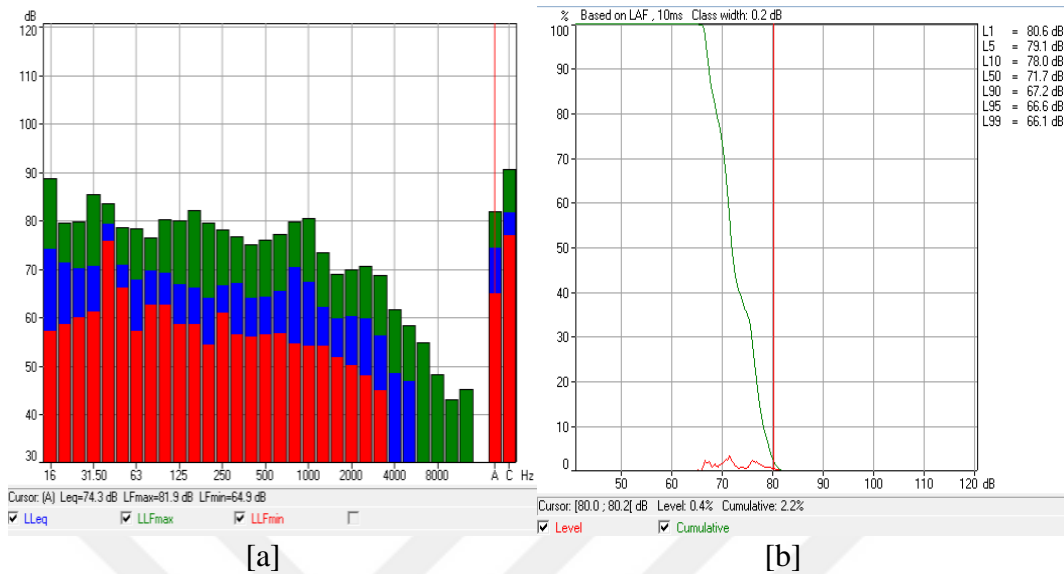 dB
120
110
100
90
80
70
60
50
40
30
16 31.50 63 125 250 500 1000 2000 4000 8000 A C Hz
Cursor: (A) Leq=74.3 dB LFmax=81.9 dB LFmin=64.9 dB
LLeq LLFmax LLFmin
[a]
% Based on LAF , 10ms Class width: 0.2 dB
100
90
80
70
60
50
40
30
20
10
0
50 60 70 80 90 100 110 120 dB
L1 = 80.6 dB
L5 = 79.1 dB
L10 = 78.0 dB
L50 = 71.7 dB
L90 = 67.2 dB
L95 = 66.6 dB
L99 = 66.1 dB
Cursor: [80.0 ; 80.2[ dB Level: 0.4% Cumulative: 2.2%
Level Cumulative
[b]